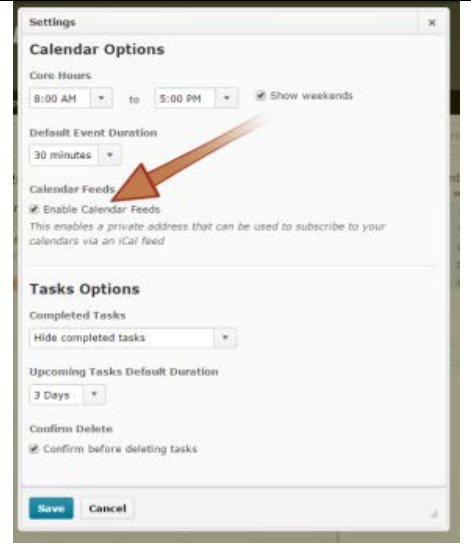 Settings
Calendar Options
Core Hours
8:00 AM to 5:00 PM Show weekends
Default Event Duration
30 minutes
Calendar Feeds
Enable Calendar Feeds
This enables a private address that can be used to subscribe to your
calendars via an iCal feed
Tasks Options
Completed Tasks
Hide completed tasks
Upcoming Tasks Default Duration
3 Days
Confirm Delete
Confirm before deleting tasks
Save Cancel